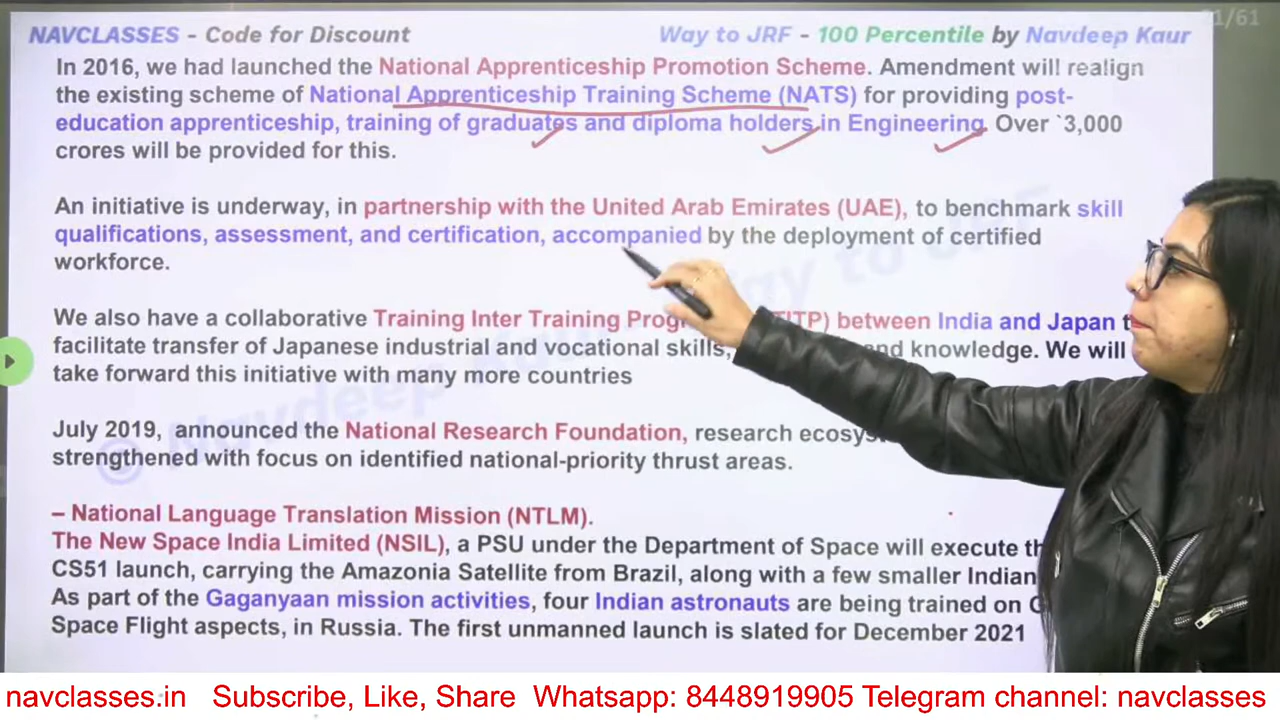 21/61
NAVCLASSES - Code for Discount Way to JRF - 100 Percentile by Navdeep Kaur
In 2016, we had launched the National Apprenticeship Promotion Scheme. Amendment will realign
the existing scheme of National Apprenticeship Training Scheme (NATS) for providing post-
education apprenticeship, training of graduates and diploma holders in Engineering. Over `3,000
crores will be provided for this.
An initiative is underway, in partnership with the United Arab Emirates (UAE), to benchmark skill
qualifications, assessment, and certification, accompanied by the deployment of certified
workforce.
We also have a collaborative Training Inter Training TP) between India and Japan
facilitate transfer of Japanese industrial and vocational skills, and knowledge. We will
take forward this initiative with many more countries
July 2019, announced the National Research Foundation, research
strengthened with focus on identified national-priority thrust areas.
– National Language Translation Mission (NTLM).
The New Space India Limited (NSIL), a PSU under the Department of Space will execute
CS51 launch, carrying the Amazonia Satellite from Brazil, along with a few smaller Indian
As part of the Gaganyaan mission activities, four Indian astronauts are being trained on
Space Flight aspects, in Russia. The first unmanned launch is slated for December 2021
© Navdeep Kaur Way to JRF
navclasses.in Subscribe, Like, Share Whatsapp: 8448919905 Telegram channel: navclasses